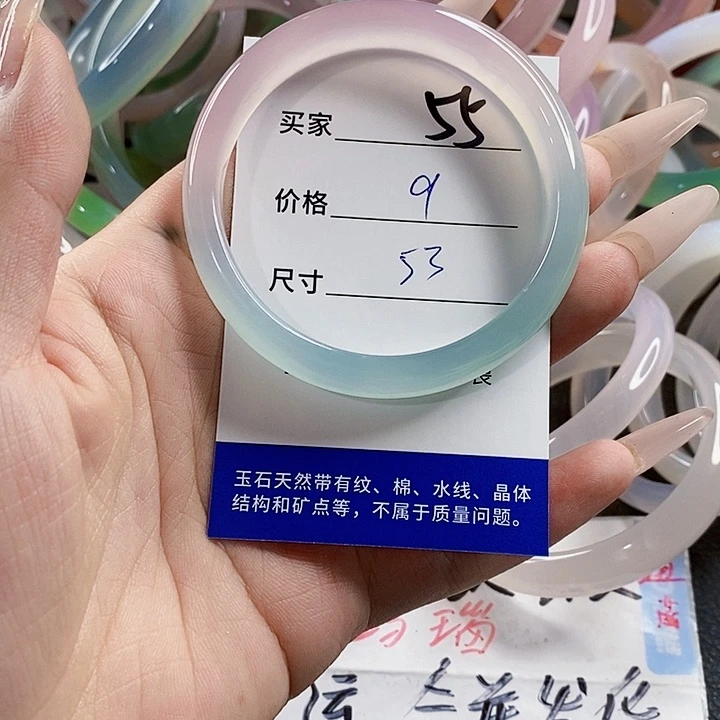 买家 55
价格 9
尺寸 53
玉石天然带有纹、棉、水线、晶体
结构和矿点等，不属于质量问题。
瑙